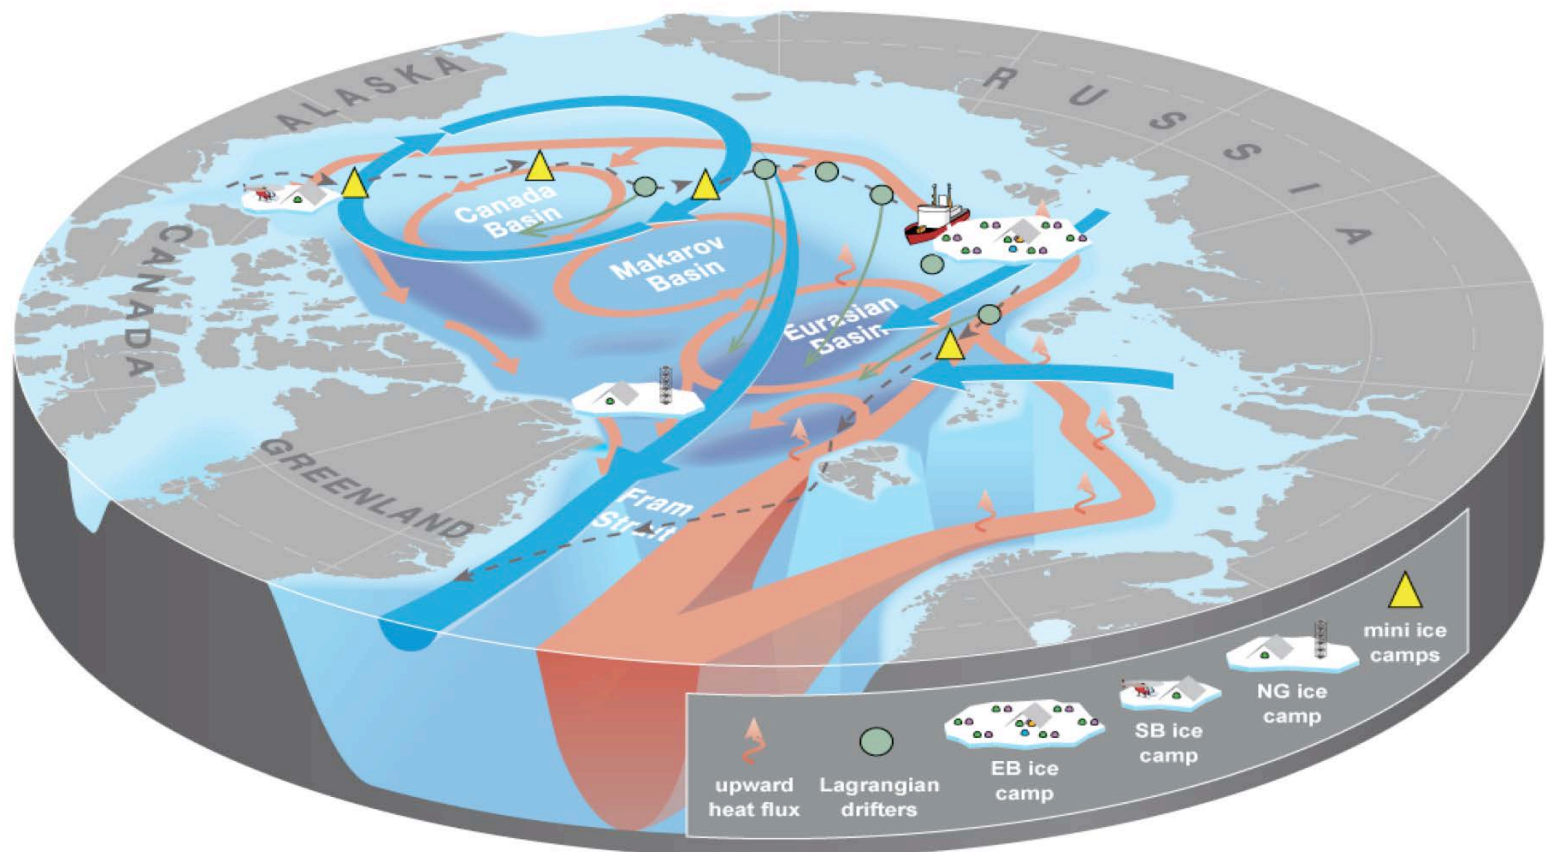 ALASKA
RUSSIA
CANADA
Canada
Basin
Makarov
Basin
Eurasian
Basin
GREENLAND
Fram
Strait
upward
heat flux
Lagrangian
drifters
EB ice
camp
SB ice
camp
NG ice
camp
mini ice
camps